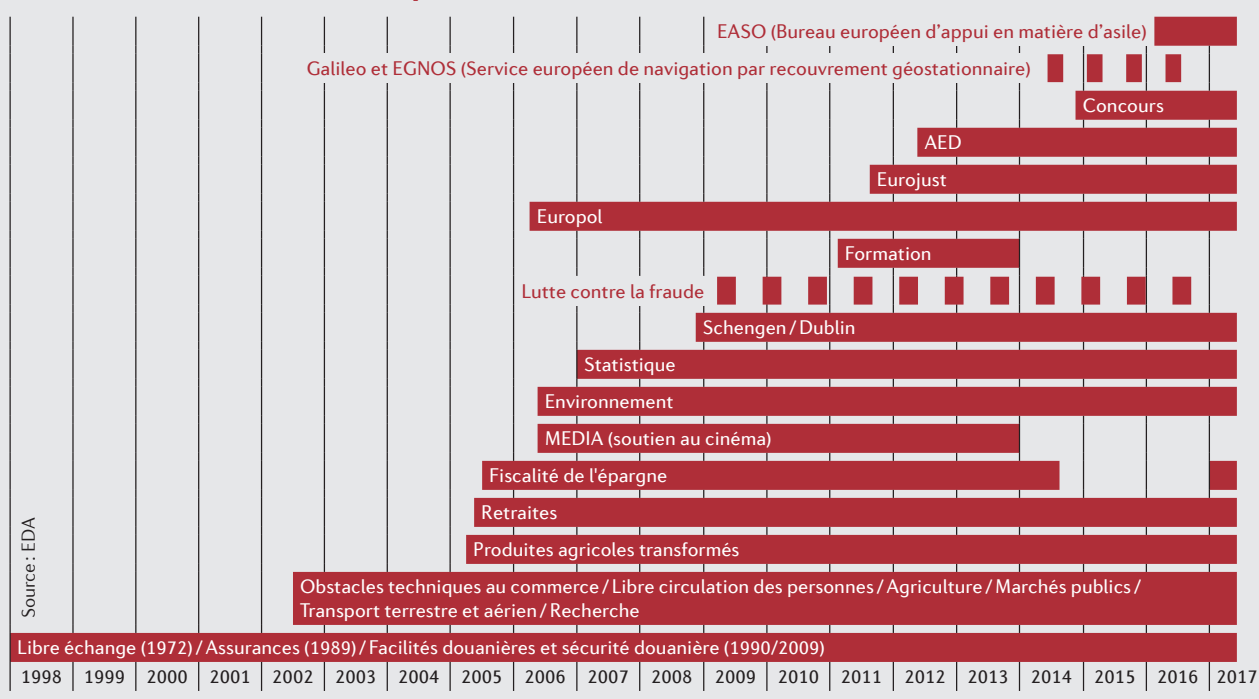 EASO (Bureau européen d'appui en matière d'asile)
Galileo et EGNOS (Service européen de navigation par recouvrement géostationnaire)
Concours
AED
Eurojust
Europol
Formation
Lutte contre la fraude
Schengen / Dublin
Statistique
Environnement
MEDIA (soutien au cinéma)
Fiscalité de l'épargne
Retraites
Produites agricoles transformés
Obstacles techniques au commerce / Libre circulation des personnes / Agriculture / Marchés publics /
Transport terrestre et aérien / Recherche
Libre échange (1972) / Assurances (1989) / Facilités douanières et sécurité douanière (1990/2009)
1998 1999 2000 2001 2002 2003 2004 2005 2006 2007 2008 2009 2010 2011 2012 2013 2014 2015 2016 2017
Source: EDA